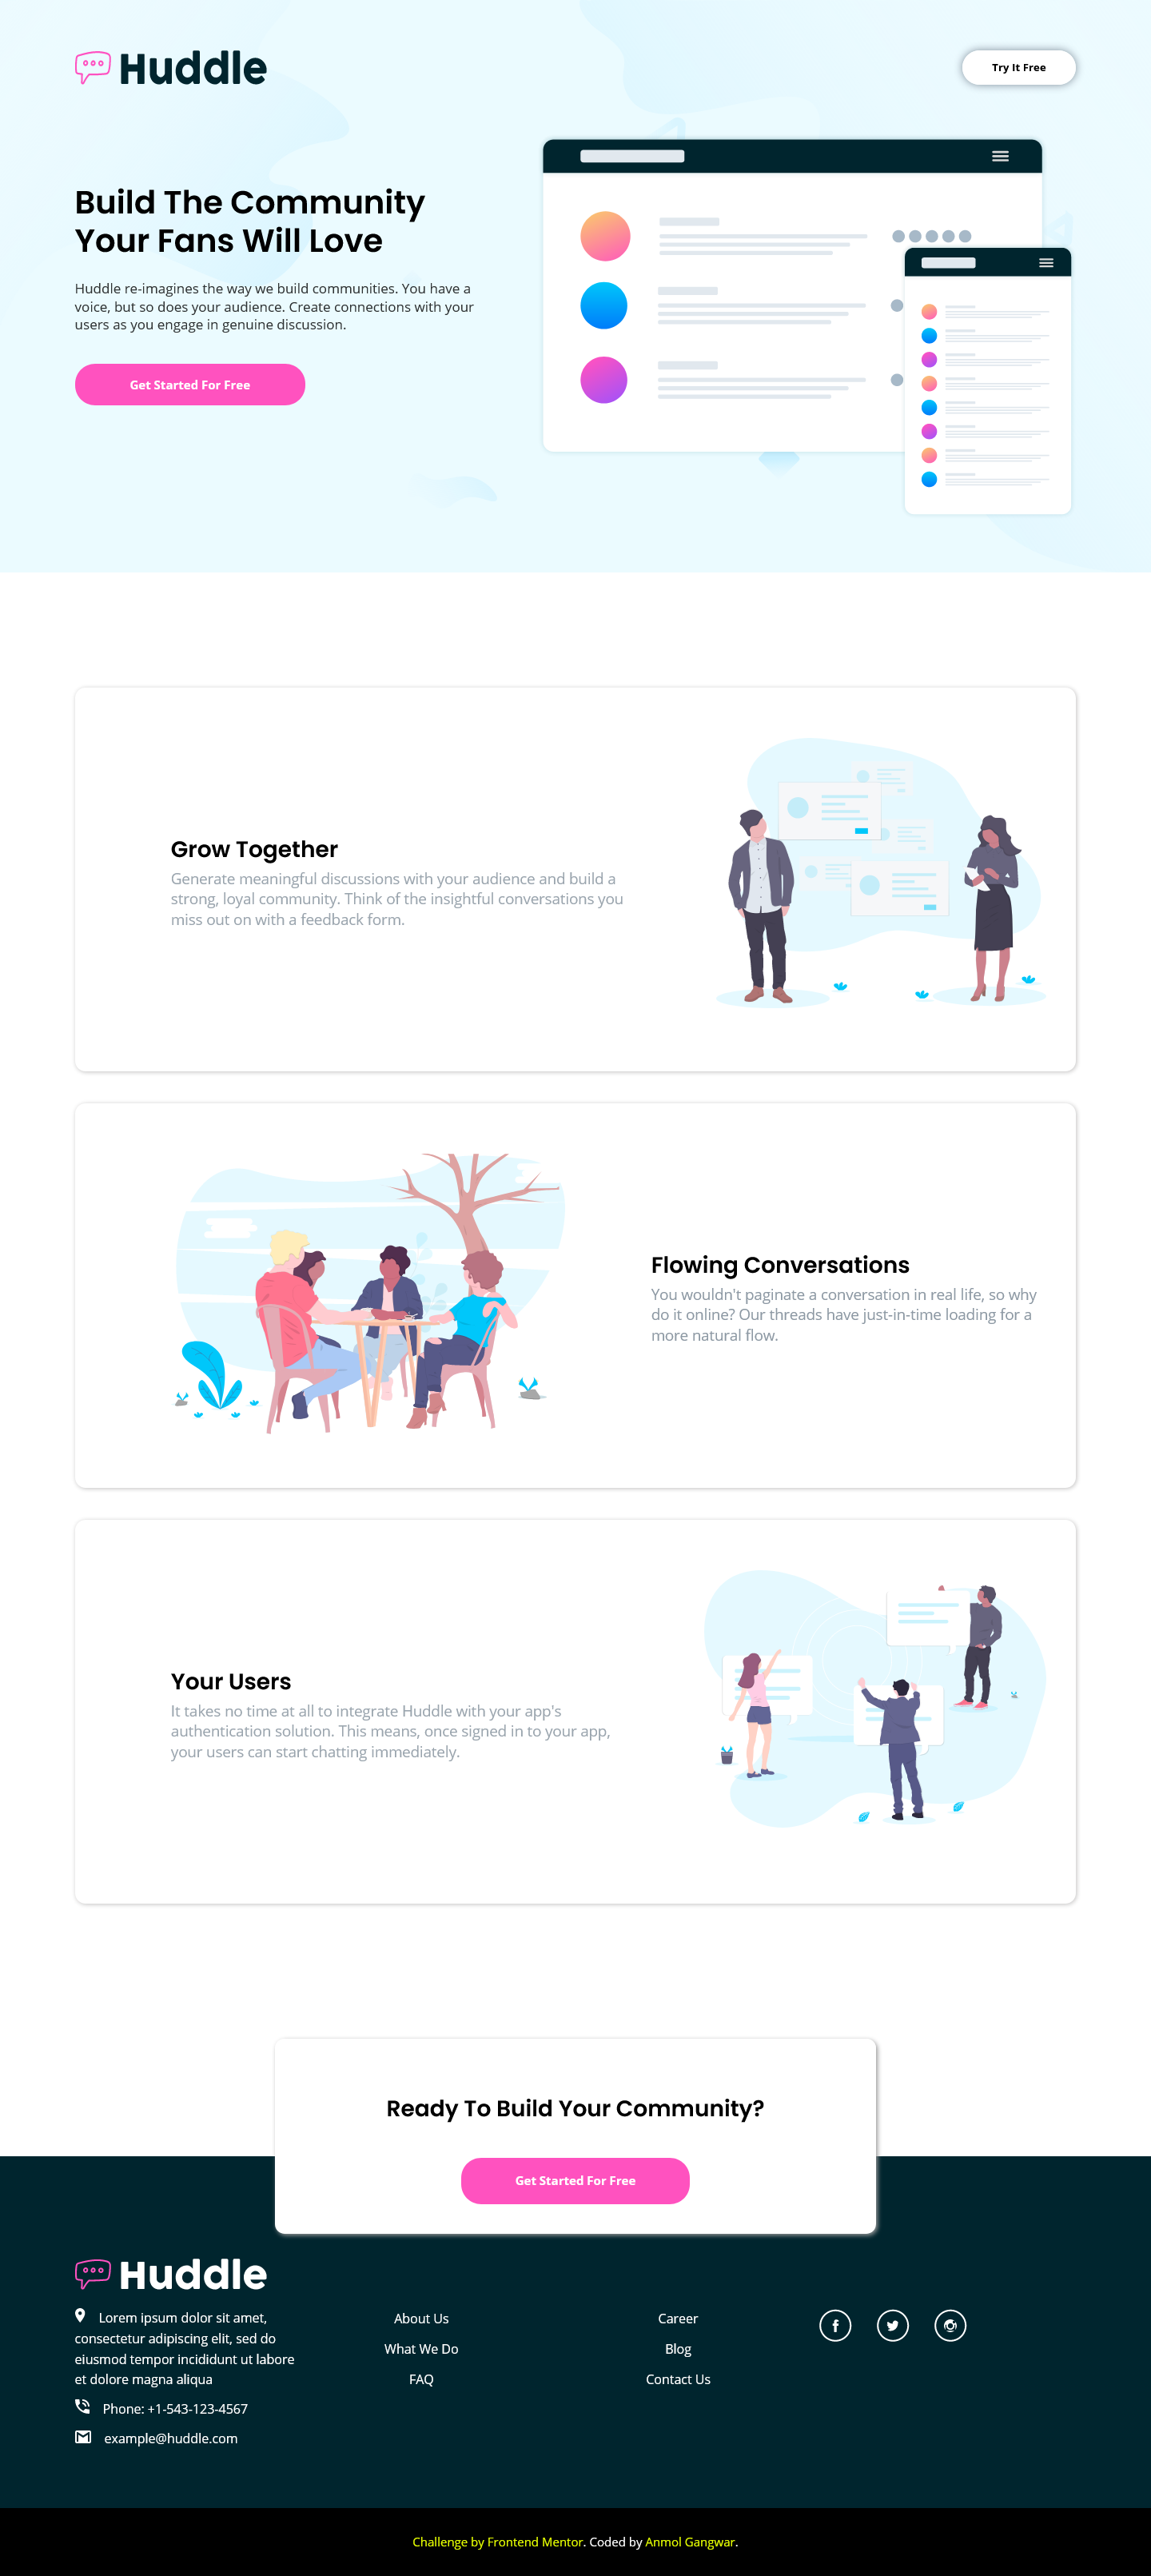 Huddle
Try It Free
Build The Community
Your Fans Will Love
Huddle re-imagines the way we build communities. You have a
voice, but so does your audience. Create connections with your
users as you engage in genuine discussion.
Get Started For Free
Grow Together
Generate meaningful discussions with your audience and build a
strong, loyal community. Think of the insightful conversations you
miss out on with a feedback form.
Flowing Conversations
You wouldn't paginate a conversation in real life, so why
do it online? Our threads have just-in-time loading for a
more natural flow.
Your Users
It takes no time at all to integrate Huddle with your app's
authentication solution. This means, once signed in to your app,
your users can start chatting immediately.
Ready To Build Your Community?
Get Started For Free
Huddle
Lorem ipsum dolor sit amet,
consectetur adipiscing elit, sed do
eiusmod tempor incididunt ut labore
et dolore magna aliqua
Phone: +1-543-123-4567
example@huddle.com
About Us
What We Do
FAQ
Career
Blog
Contact Us
Challenge by Frontend Mentor. Coded by Anmol Gangwar.